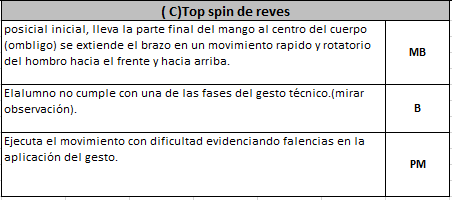 ( C)Top spin de reves
posicial inicial, lleva la parte final del mango al centro del cuerpo
(ombligo) se extiende el brazo en un movimiento rapido y rotatorio
del hombro hacia el frente y hacia arriba.
MB
Elalumno no cumple con una de las fases del gesto técnico.(mirar
observación).
B
Ejecuta el movimiento con dificultad evidenciando falencias en la
aplicación del gesto.
PM